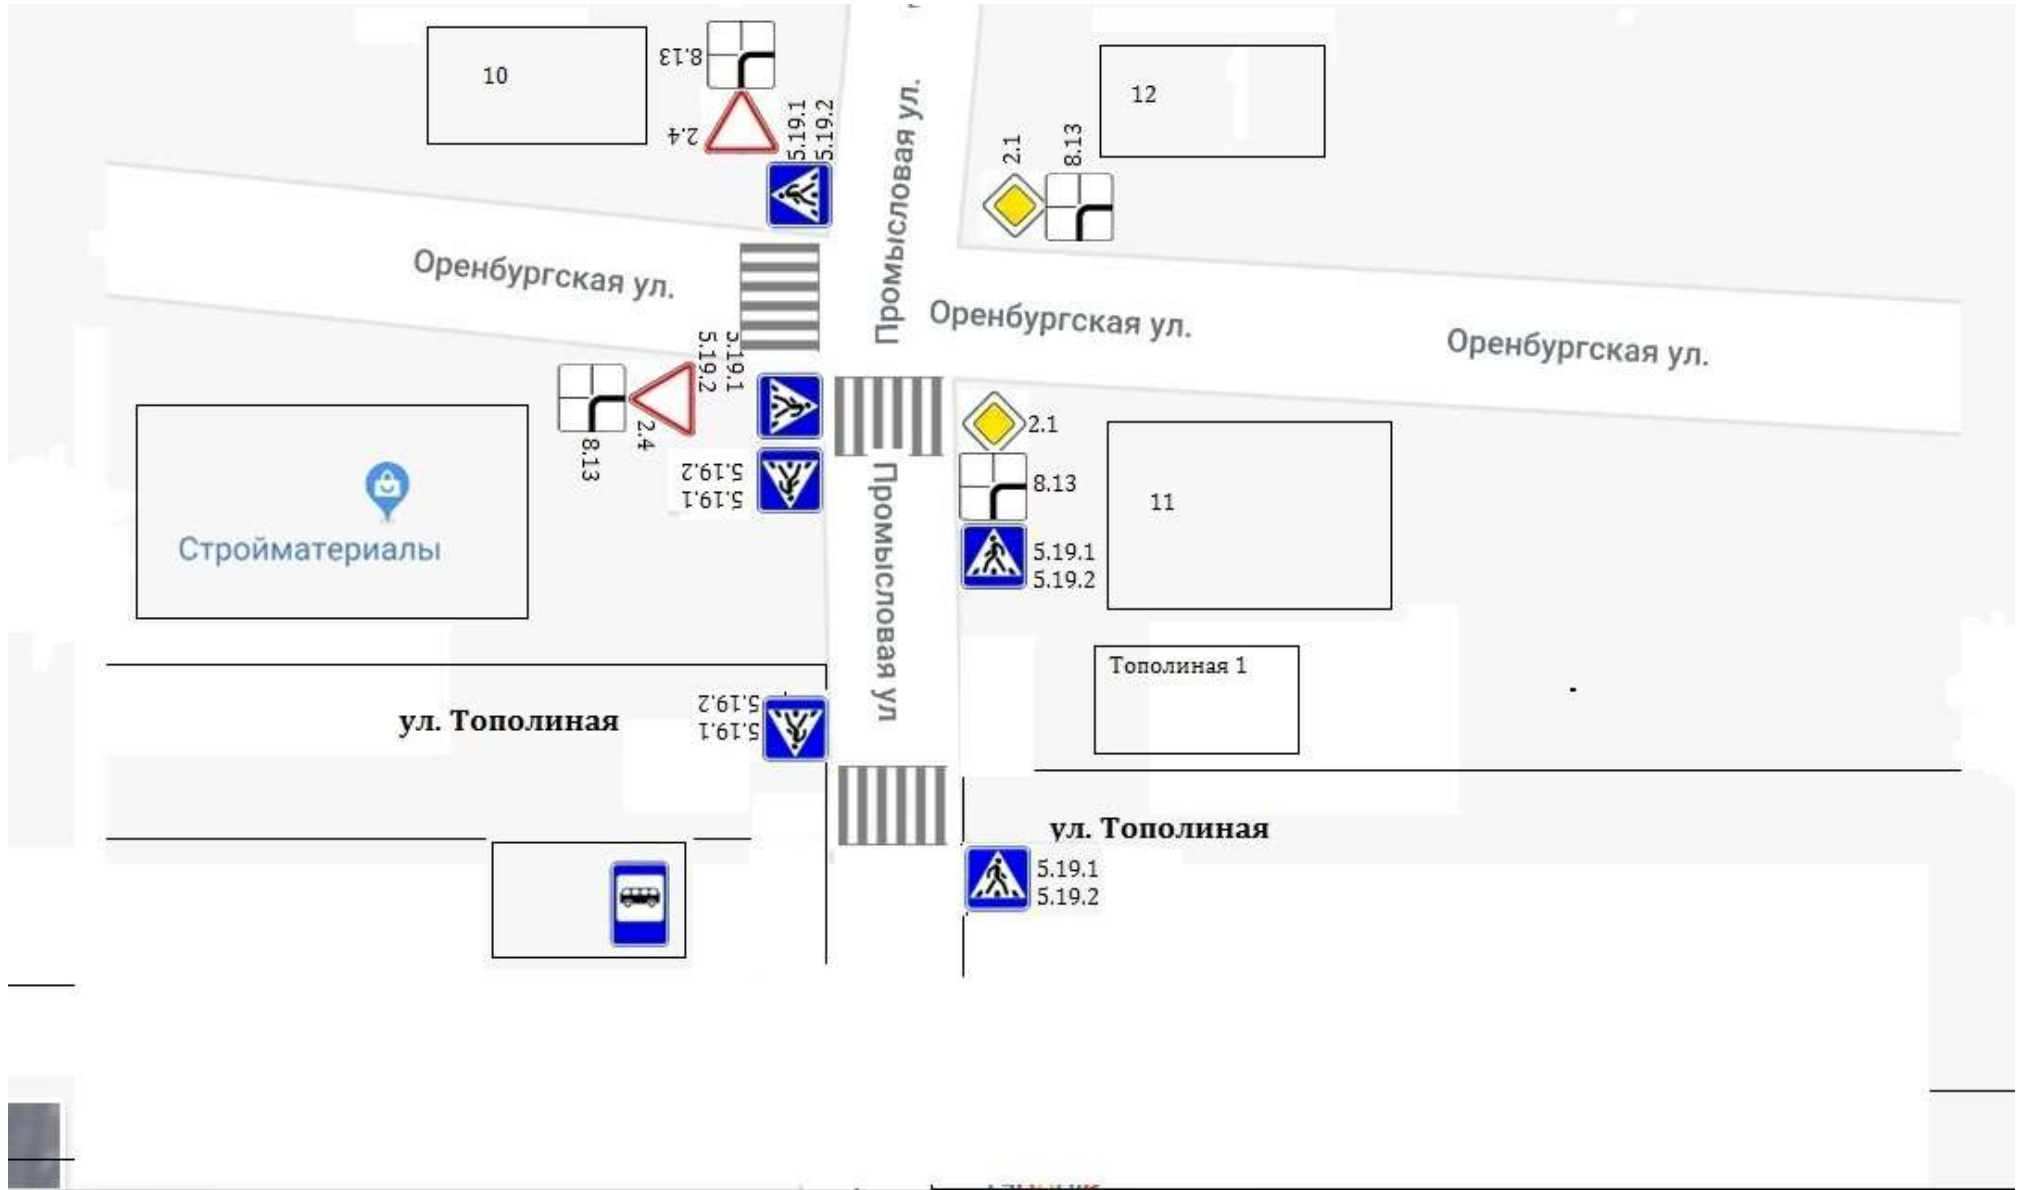 10
8.13
2.4
5.19.1
5.19.2
Промысловая ул.
12
2.1
8.13
Оренбургская ул.
Оренбургская ул.
Оренбургская ул.
5.19.1
5.19.2
8.13
2.4
2.1
8.13
5.19.2
5.19.1
11
5.19.1
5.19.2
Стройматериалы
Промысловая ул
Тополиная 1
ул. Тополиная
5.19.2
5.19.1
ул. Тополиная
5.19.1
5.19.2